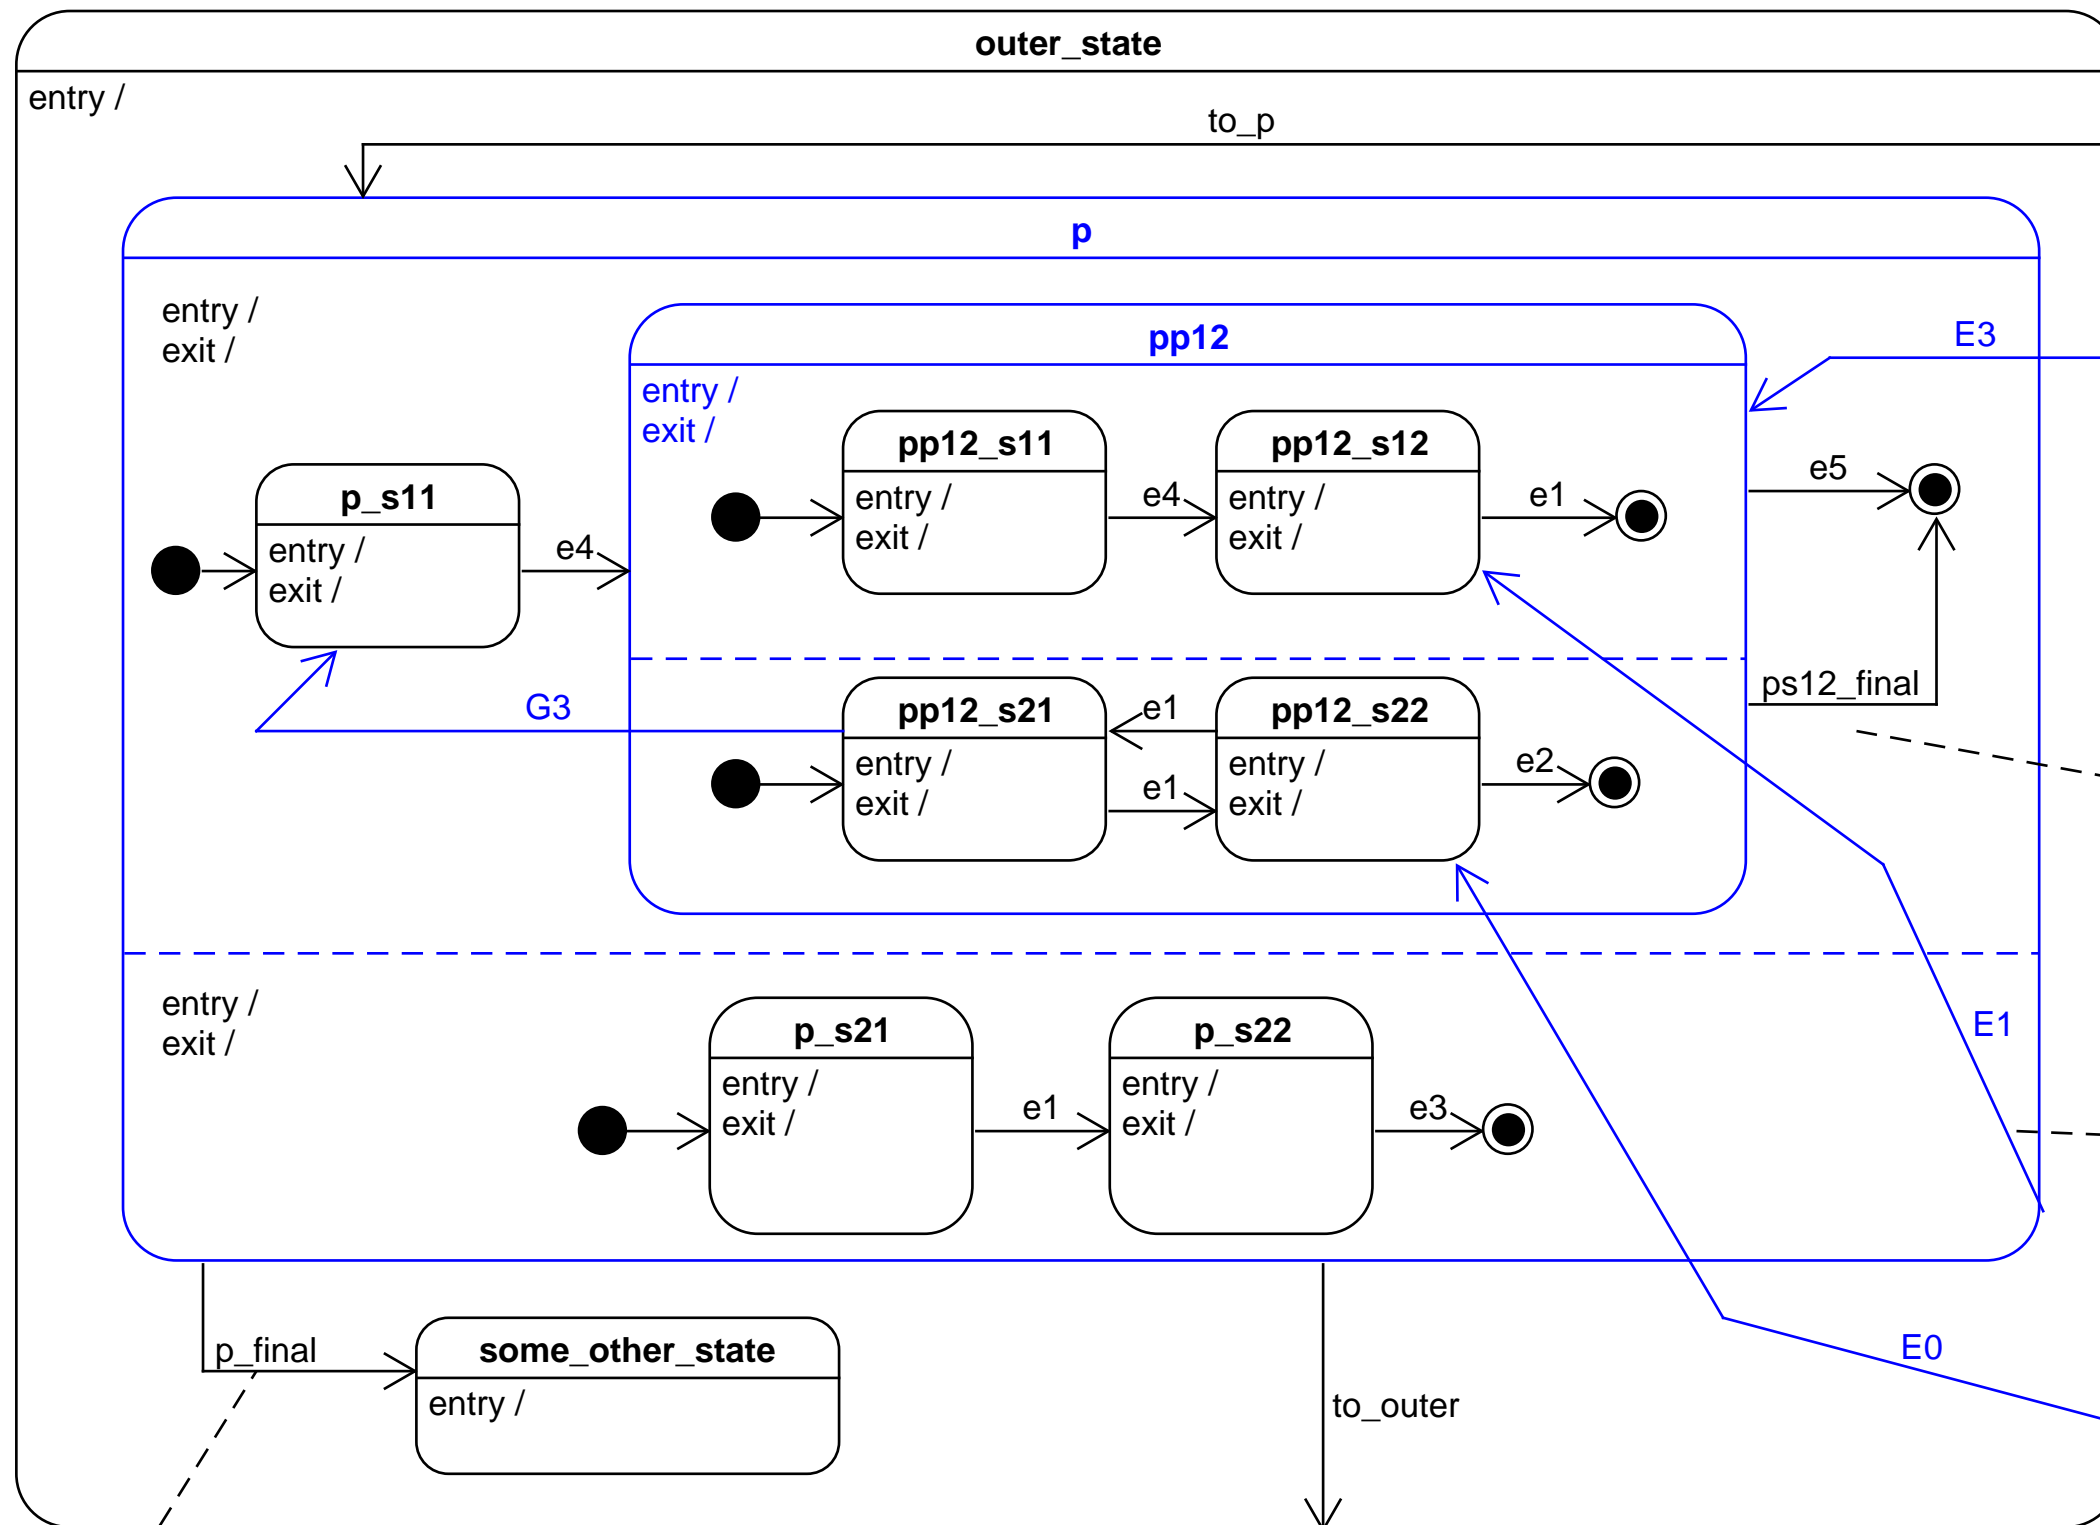 outer_state
entry /
to_p
p
entry /
exit /
pp12
E3
entry /
exit /
pp12_s11
entry /
exit /
e4
pp12_s12
entry /
exit /
e1
e5
p_s11
entry /
exit /
e4
G3
pp12_s21
entry /
exit /
e1
e1
pp12_s22
entry /
exit /
e2
ps12_final
entry /
exit /
p_s21
entry /
exit /
e1
p_s22
entry /
exit /
e3
E1
p_final
some_other_state
entry /
to_outer
E0